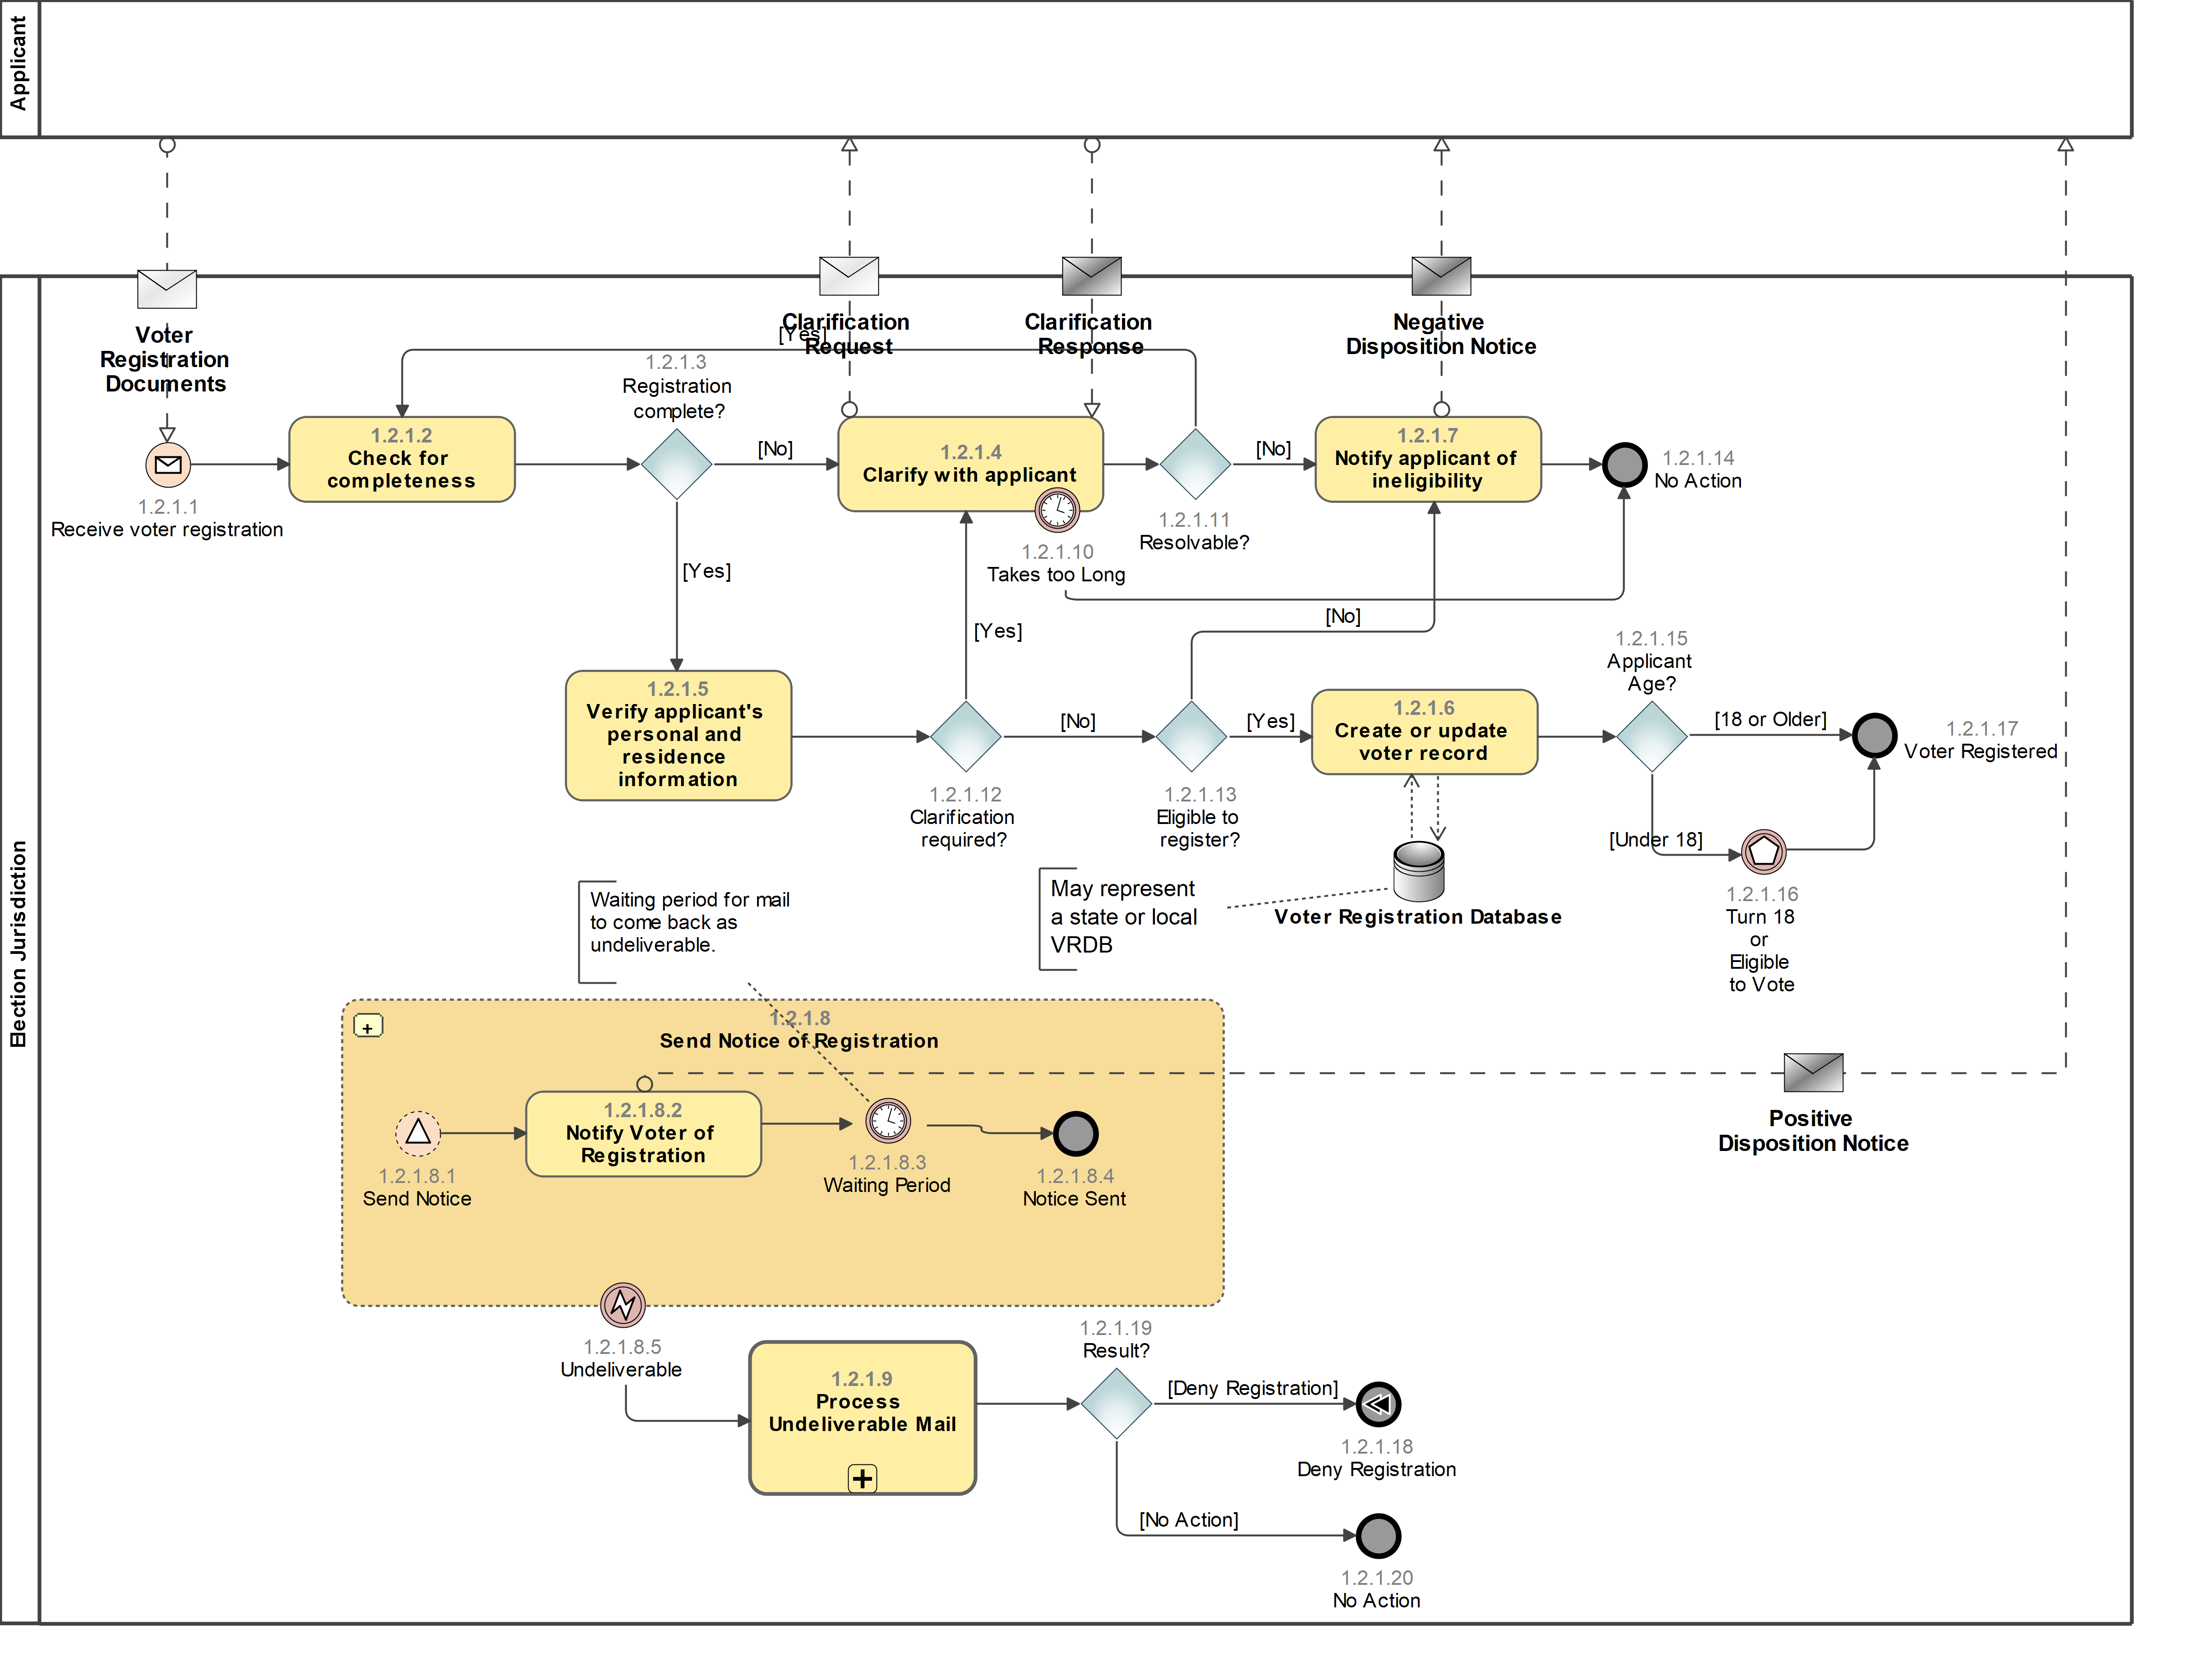 Applicant
Election Jurisdiction
Voter
Registration
Documents
Clarification
Request
Clarification
Response
Negative
Disposition Notice
[Yes]
1.2.1.1
Receive voter registration
1.2.1.2
Check for
completeness
1.2.1.3
Registration
complete?
[No]
[Yes]
1.2.1.4
Clarify with applicant
1.2.1.10
Takes too Long
1.2.1.11
Resolvable?
[No]
1.2.1.7
Notify applicant of
ineligibility
1.2.1.14
No Action
1.2.1.5
Verify applicant's
personal and
residence
information
[Yes]
1.2.1.12
Clarification
required?
[No]
[No]
1.2.1.13
Eligible to
register?
[Yes]
1.2.1.6
Create or update
voter record
1.2.1.15
Applicant
Age?
[18 or Older]
1.2.1.17
Voter Registered
[Under 18]
1.2.1.16
Turn 18
or
Eligible
to Vote
Voter Registration Database
May represent
a state or local
VRDB
Waiting period for mail
to come back as
undeliverable.
1.2.1.8
Send Notice of Registration
1.2.1.8.1
Send Notice
1.2.1.8.2
Notify Voter of
Registration
1.2.1.8.3
Waiting Period
1.2.1.8.4
Notice Sent
Positive
Disposition Notice
1.2.1.8.5
Undeliverable
1.2.1.9
Process
Undeliverable Mail
1.2.1.19
Result?
[Deny Registration]
1.2.1.18
Deny Registration
[No Action]
1.2.1.20
No Action